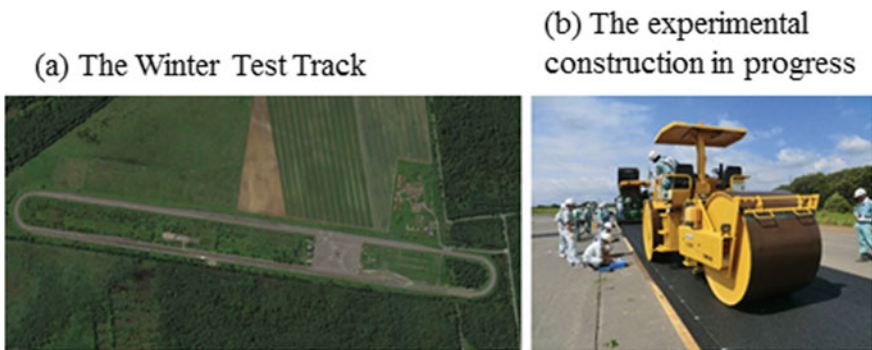 (a) The Winter Test Track
(b) The experimental
construction in progress